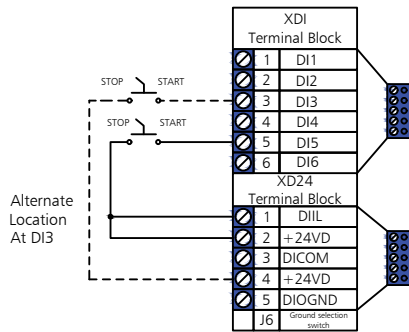 XDI
Terminal Block
1 DI1
2 DI2
3 DI3
4 DI4
5 DI5
6 DI6
XD24
Terminal Block
1 DIIL
2 +24VD
3 DICOM
4 +24VD
5 DIOGND
J6 Ground selection
switch
STOP START
STOP START
Alternate
Location
At DI3